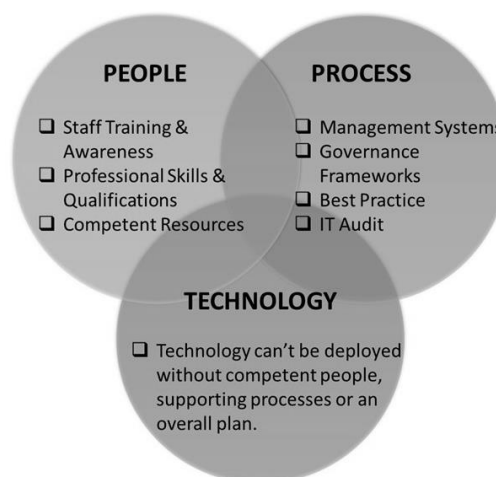 PEOPLE
❑ Staff Training &
Awareness
❑ Professional Skills &
Qualifications
❑ Competent Resources
PROCESS
❑ Management Systems
❑ Governance
Frameworks
❑ Best Practice
❑ IT Audit
TECHNOLOGY
❑ Technology can’t be deployed
without competent people,
supporting processes or an
overall plan.